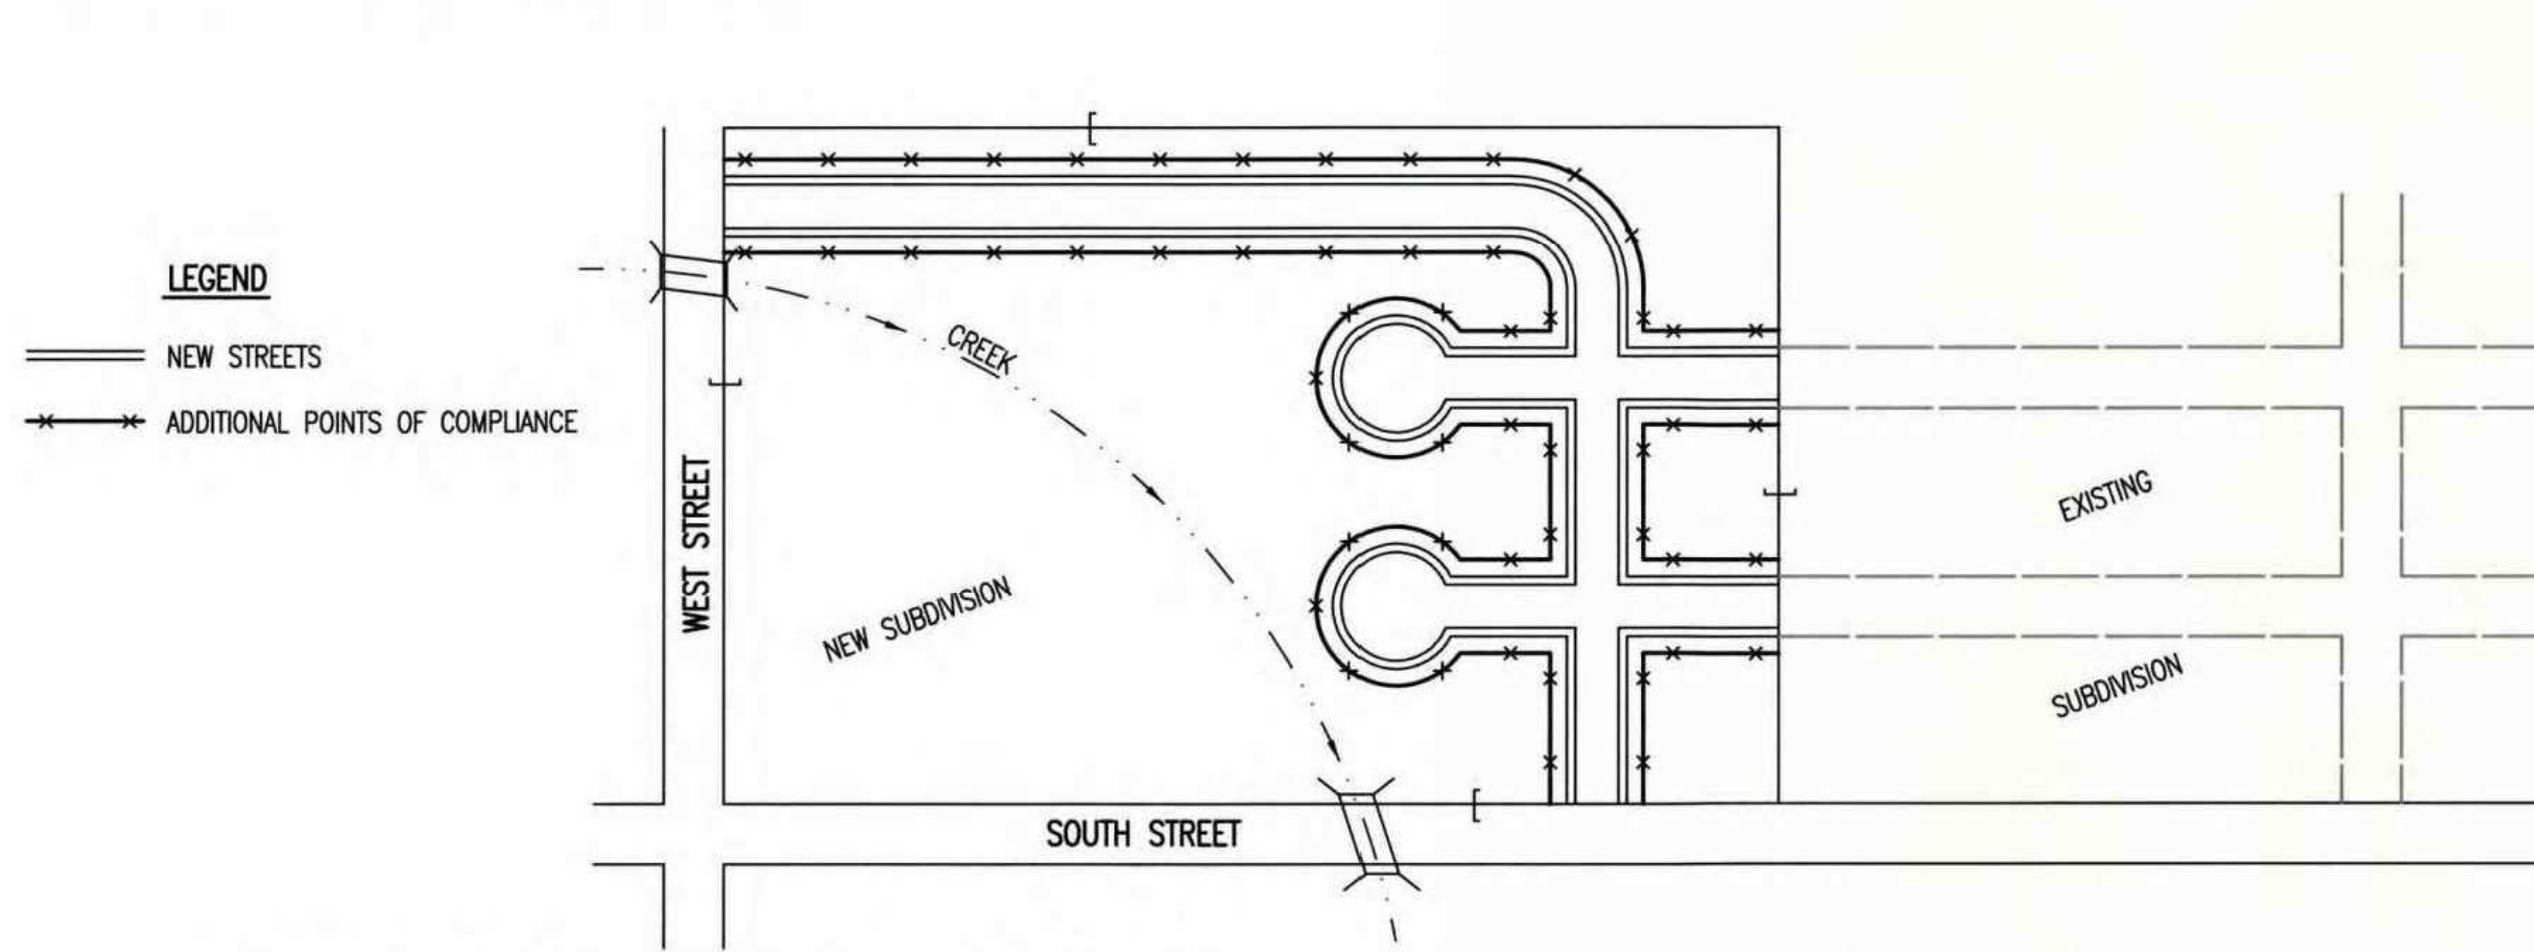 LEGEND
NEW STREETS
ADDITIONAL POINTS OF COMPLIANCE
CREEK
WEST STREET
NEW SUBDIVISION
EXISTING
SUBDIVISION
SOUTH STREET